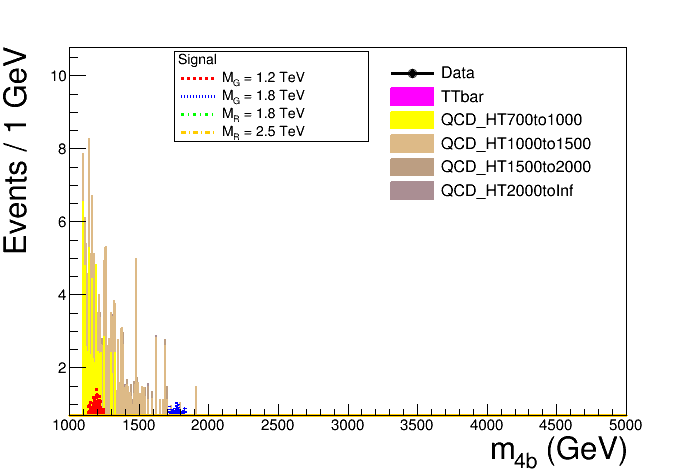 Events / 1 GeV
10
8
6
4
2
Signal
M_G = 1.2 TeV
M_G = 1.8 TeV
M_R = 1.8 TeV
M_R = 2.5 TeV
Data
TTbar
QCD_HT700to1000
QCD_HT1000to1500
QCD_HT1500to2000
QCD_HT2000toInf
1000 1500 2000 2500 3000 3500 4000 4500 5000
m_4b (GeV)